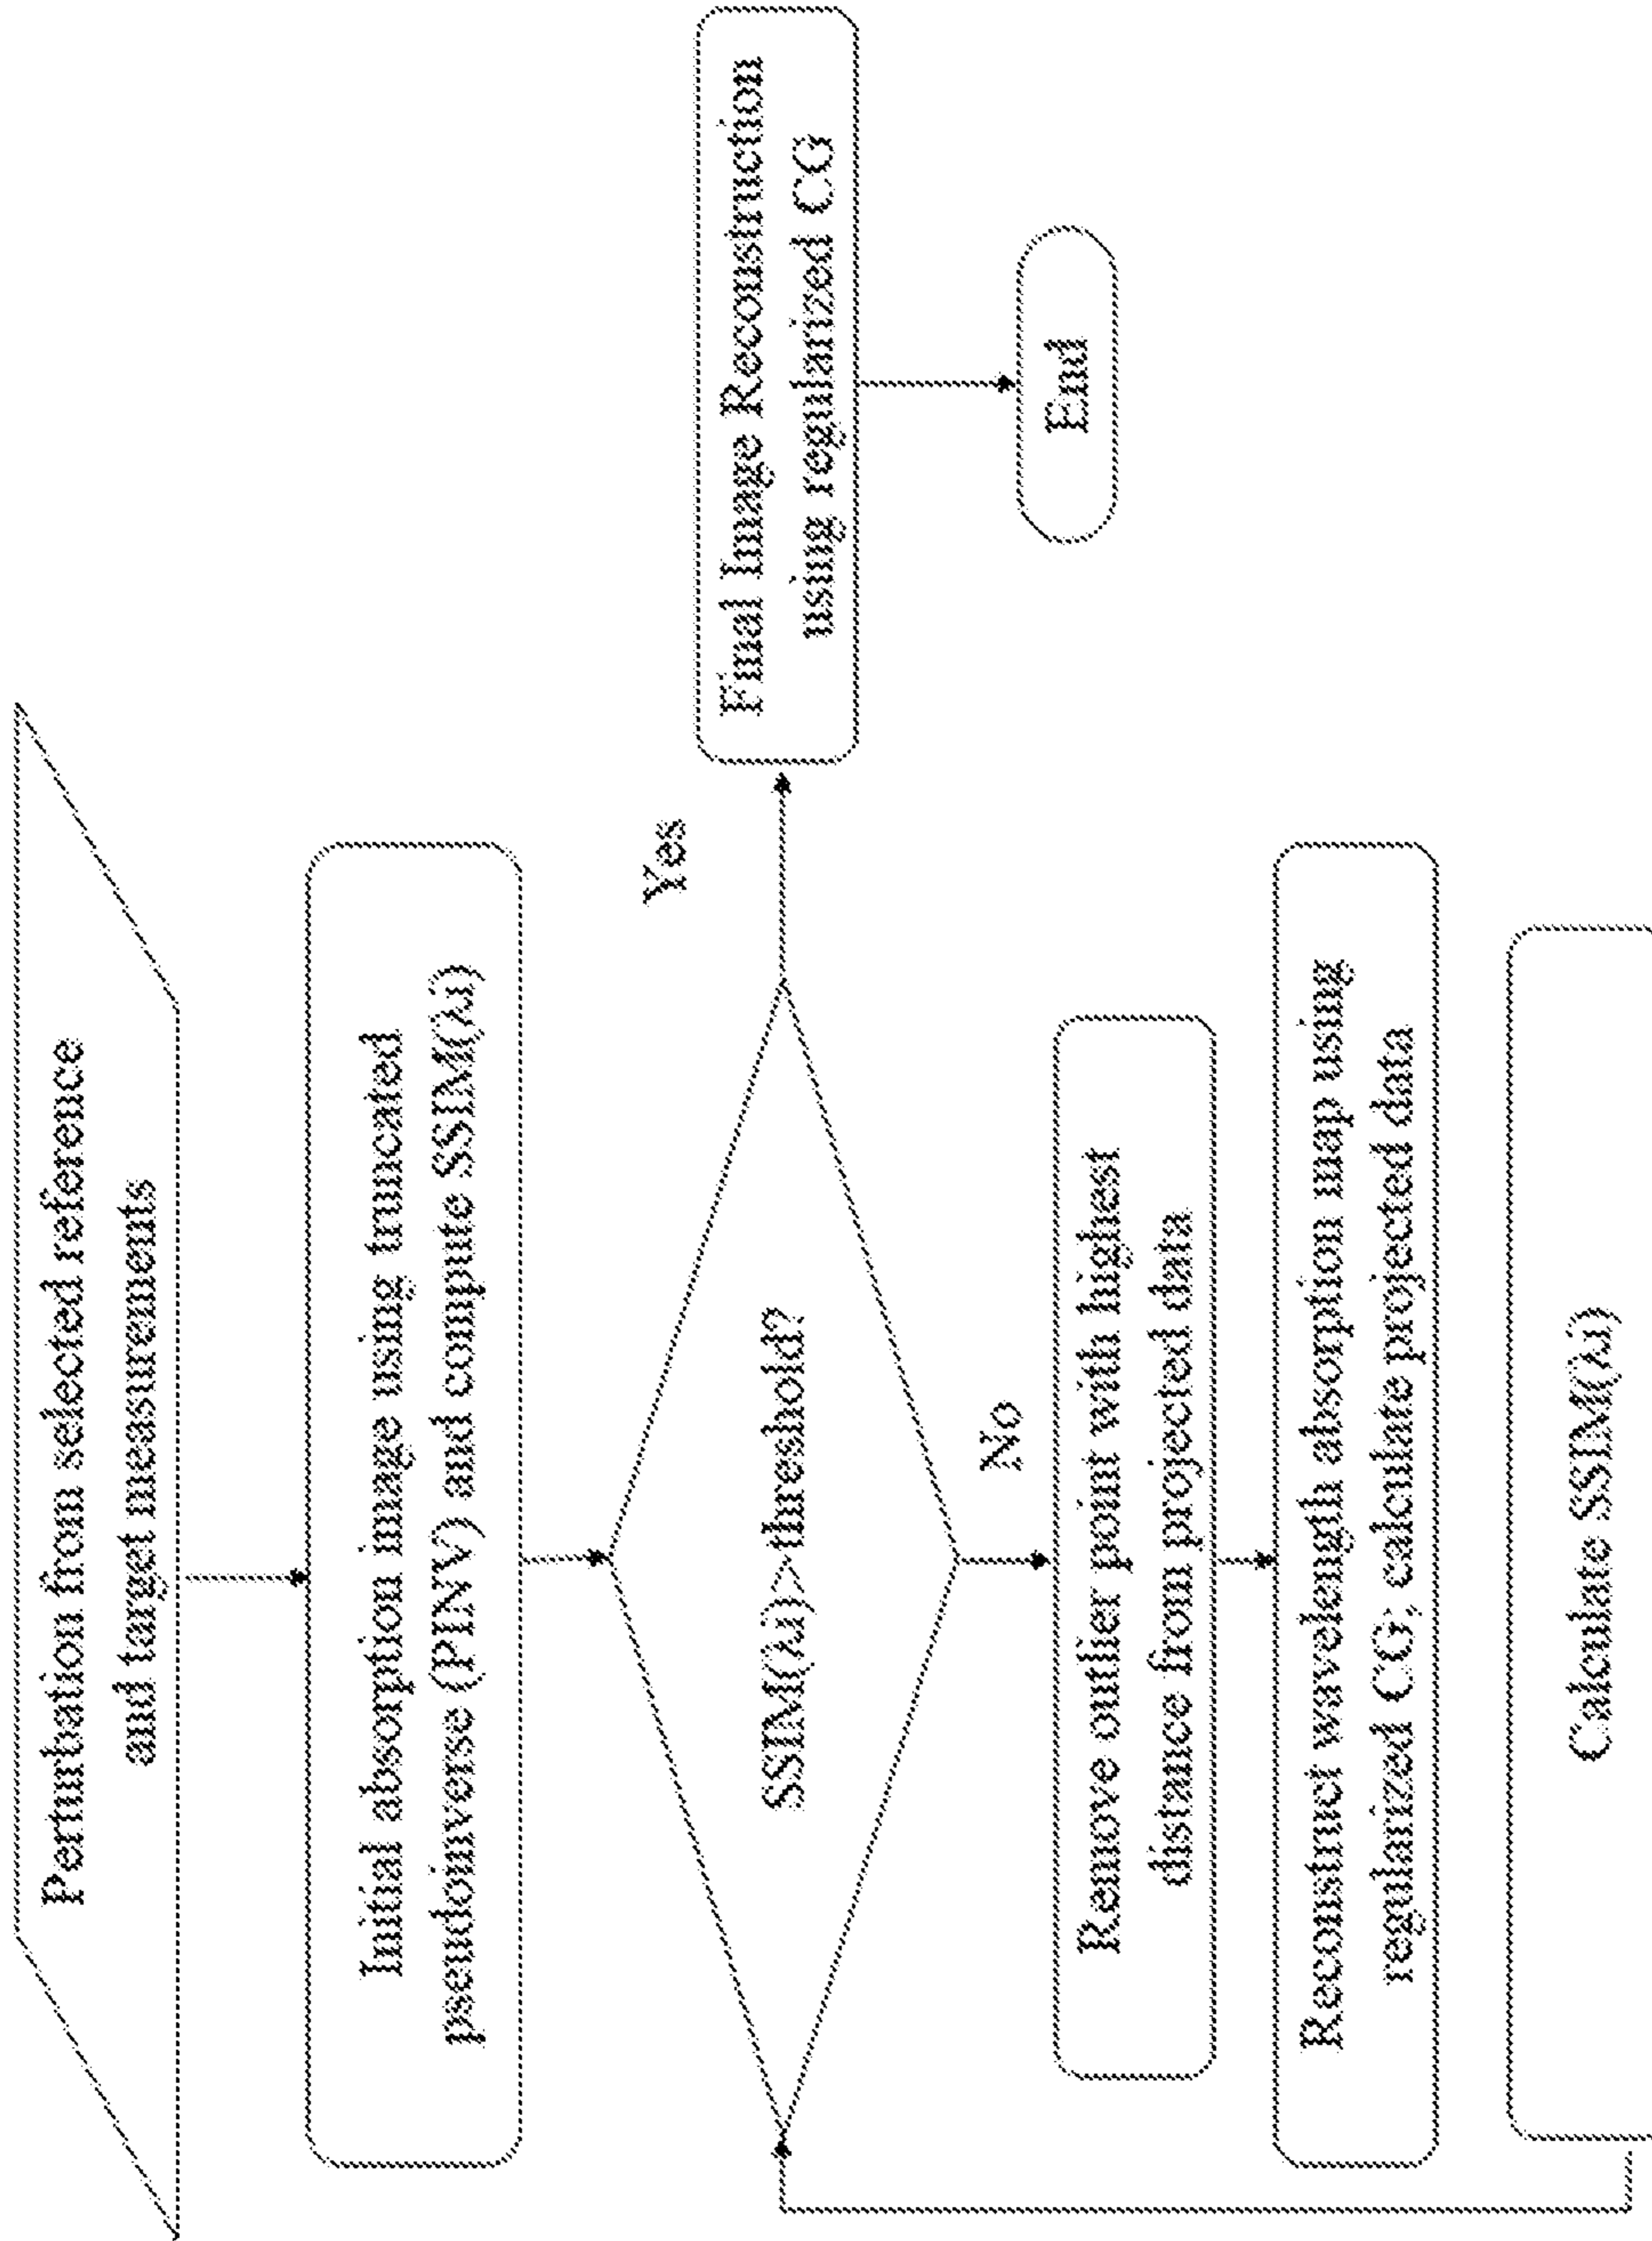 Perturbation from selected reference
and target measurements
Initial absorption image using truncated
pseudoinverse (PINV) and compute SSIM(λi)
SSIM(λi)>threshold?
Yes
Final Image Reconstruction
using regularized CG
End
No
Remove outlier point with highest
distance from projected data
Reconstruct wavelength absorption map using
regularized CG; calculate projected data
Calculate SSIM(λi)